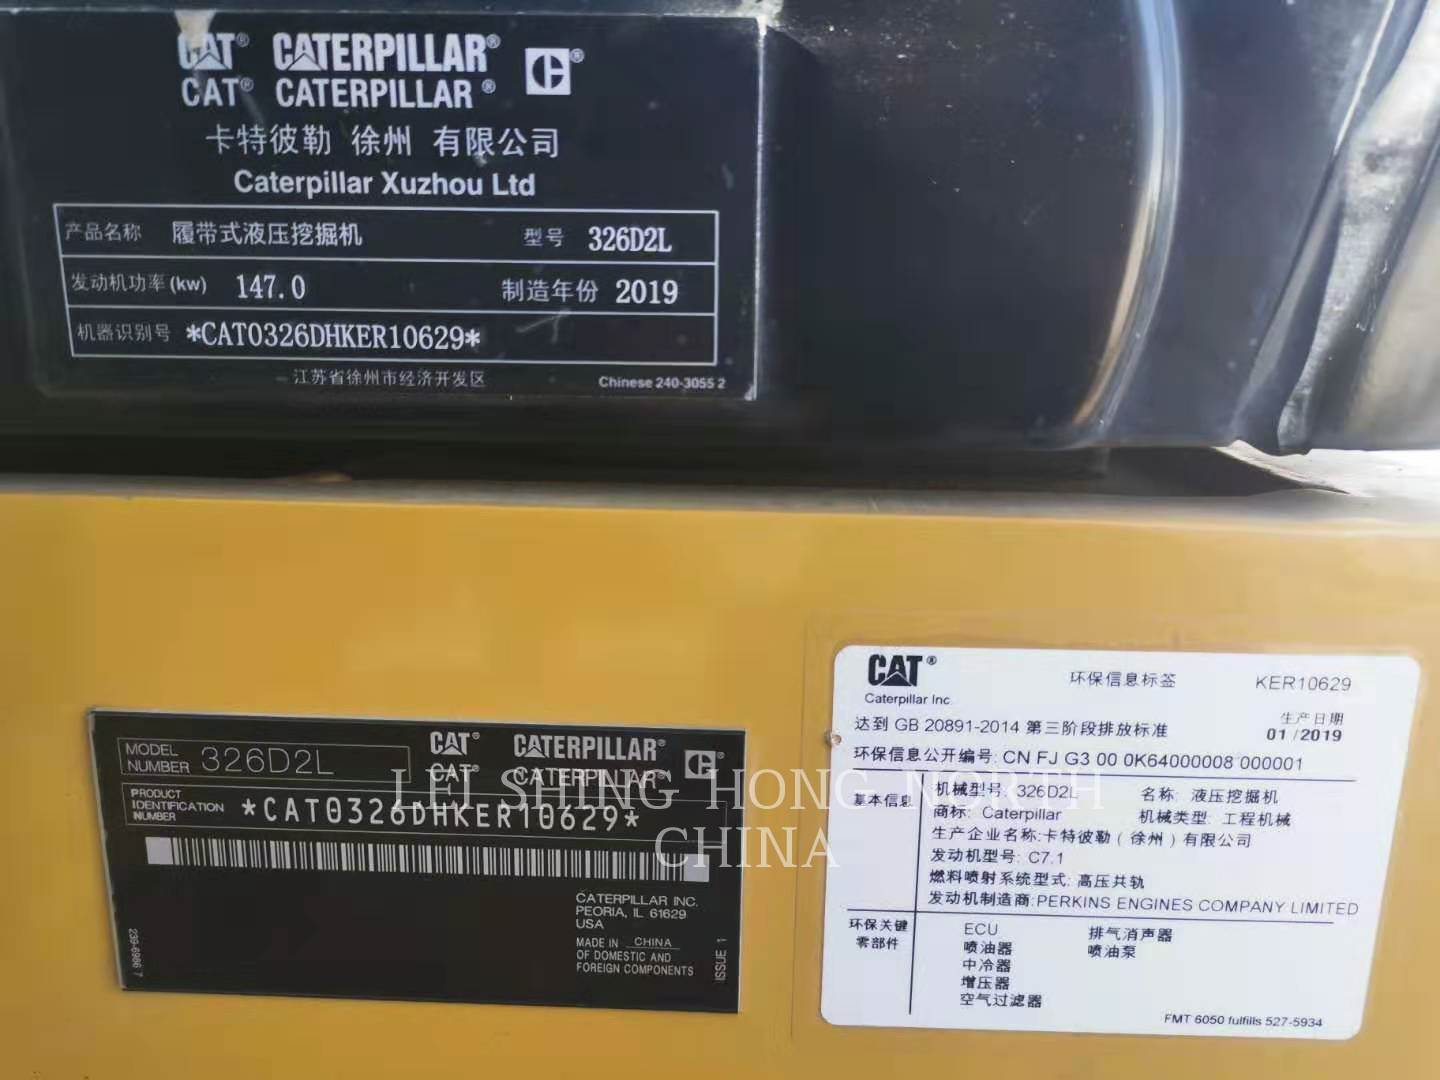 CAT® CATERPILLAR® ®
CAT® CATERPILLAR®
卡特彼勒 徐州 有限公司
Caterpillar Xuzhou Ltd
产品名称 履带式液压挖掘机 型号 326D2L
发动机功率(kw) 147.0 制造年份 2019
机器识别号 *CAT0326DHKER10629*
江苏省徐州市经济开发区 Chinese 240-3055 2
MODEL NUMBER 326D2L CAT® CATERPILLAR® ®
CAT® CATERPILLAR®
PRODUCT IDENTIFICATION NUMBER *CAT0326DHKER10629*
CATERPILLAR INC.
PEORIA, IL 61629
USA
MADE IN CHINA
OF DOMESTIC AND
FOREIGN COMPONENTS
239-6986 7
ISSUE 1
LEI SHING HONG NORTH
CHINA
CAT® 环保信息标签 KER10629
Caterpillar Inc.
达到 GB 20891-2014 第三阶段排放标准 生产日期
01 /2019
环保信息公开编号: CN FJ G3 00 0K64000008 000001
基本信息 机械型号: 326D2L 名称: 液压挖掘机
商标: Caterpillar 机械类型: 工程机械
生产企业名称:卡特彼勒（徐州）有限公司
发动机型号: C7.1
燃料喷射系统型式: 高压共轨
发动机制造商:PERKINS ENGINES COMPANY LIMITED
环保关键零部件 ECU 排气消声器
喷油器 喷油泵
中冷器
增压器
空气过滤器
FMT 6050 fulfills 527-5934